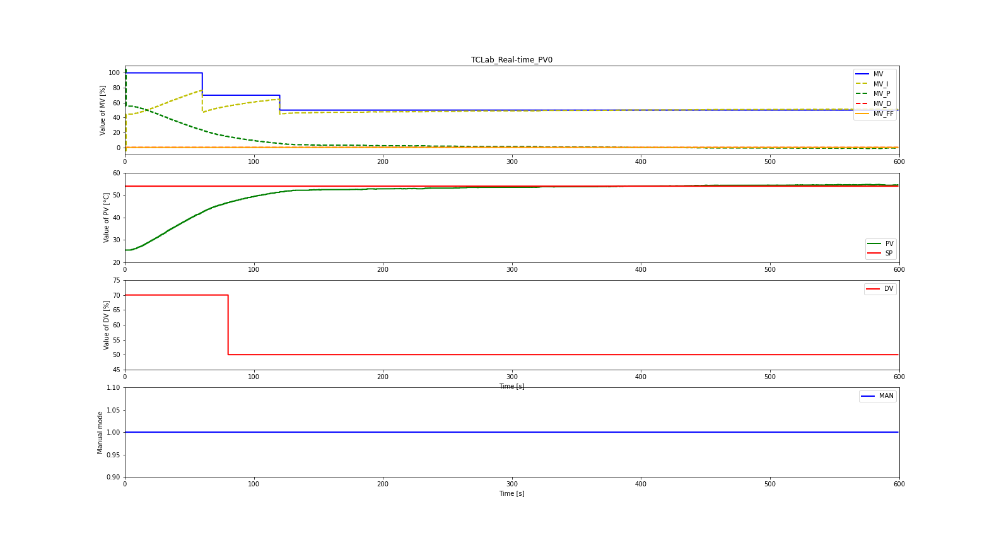 TCLab_Real-time_PV0
Value of MV [%]
100
80
60
40
20
0
MV
MV_I
MV_P
MV_D
MV_FF
0 100 200 300 400 500 600
Value of PV [°C]
60
50
40
30
20
PV
SP
0 100 200 300 400 500 600
Value of DV [%]
75
70
65
60
55
50
45
DV
0 100 200 300 400 500 600
Time [s]
Manual mode
1.10
1.05
1.00
0.95
0.90
MAN
0 100 200 300 400 500 600
Time [s]